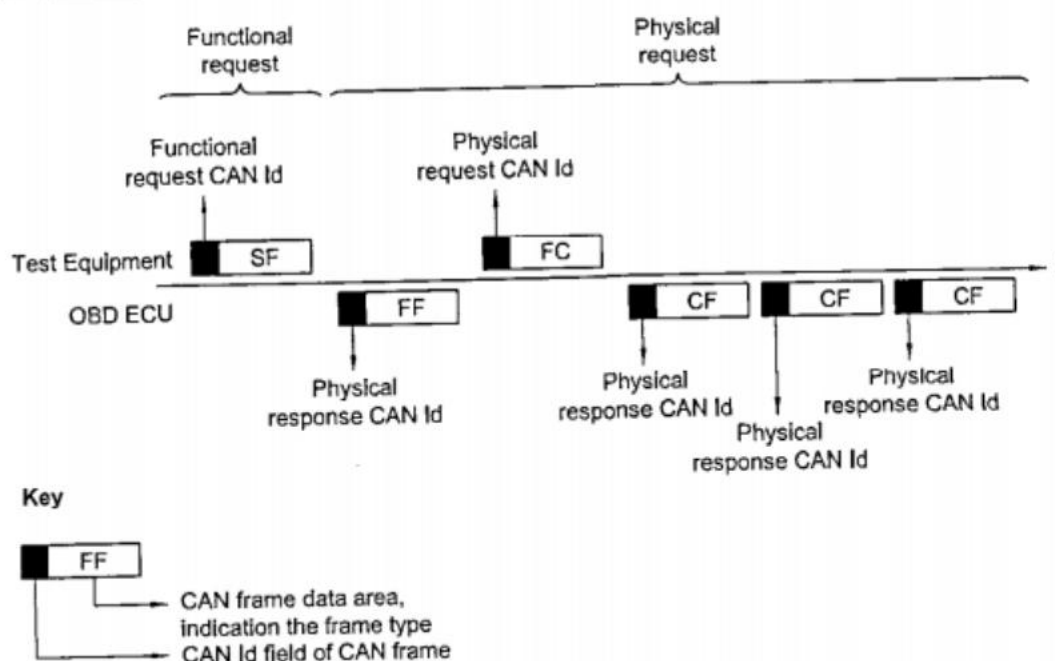 Functional
request
Physical
request
Functional
request CAN Id
Physical
request CAN Id
Test Equipment
SF
FC
OBD ECU
FF
CF
CF
CF
Physical
response CAN Id
Physical
response CAN Id
Physical
response CAN Id
Physical
response CAN Id
Key
FF
CAN frame data area,
indication the frame type
CAN Id field of CAN frame